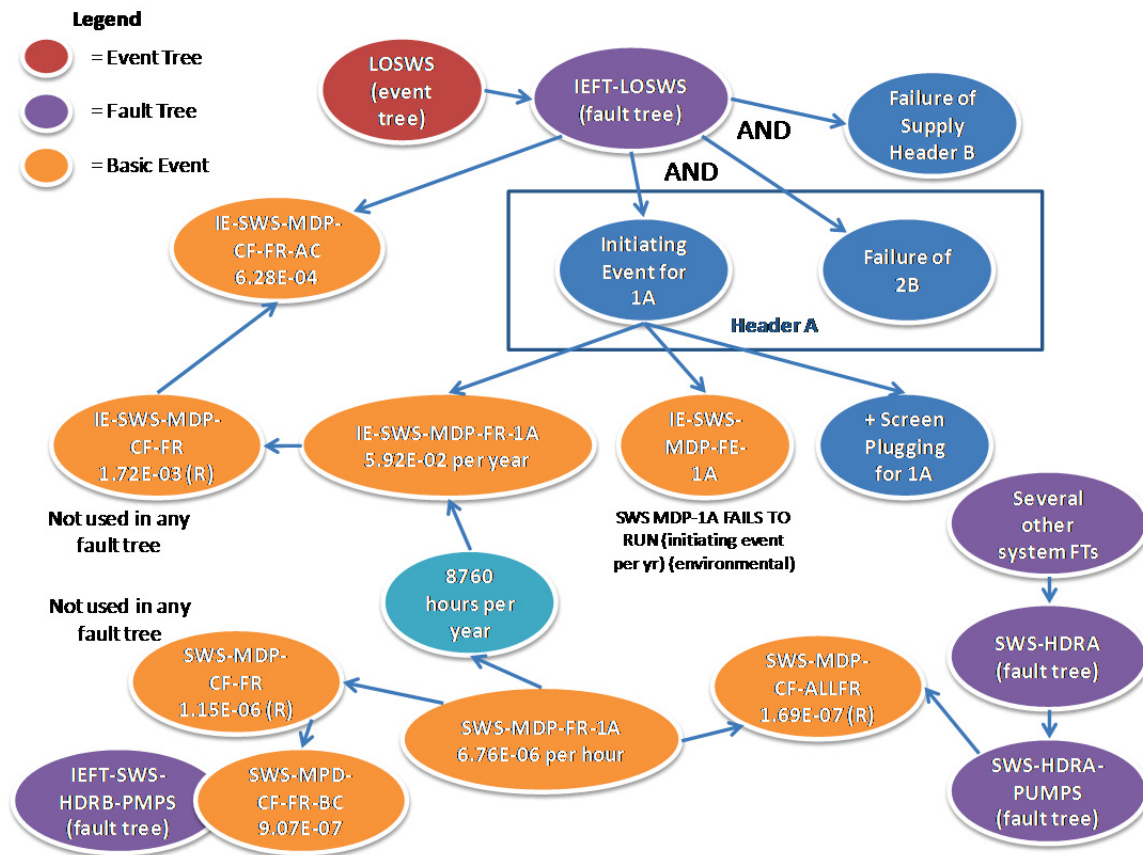 Legend
= Event Tree
= Fault Tree
= Basic Event
LOSWS
(event
tree)
IEFT-LOSWS
(fault tree)
Failure of
Supply
Header B
AND
AND
IE-SWS-MDP-
CF-FR-AC
6.28E-04
Initiating
Event for
1A
Failure of
2B
Header A
IE-SWS-MDP-
CF-FR
1.72E-03 (R)
IE-SWS-MDP-FR-1A
5.92E-02 per year
IE-SWS-
MDP-FE-
1A
+ Screen
Plugging
for 1A
Not used in any
fault tree
SWS MDP-1A FAILS TO
RUN (initiating event
per yr) (environmental)
Several
other
system FTs
8760
hours per
year
Not used in any
fault tree
SWS-MDP-
CF-FR
1.15E-06 (R)
SWS-MDP-FR-1A
6.76E-06 per hour
SWS-MDP-
CF-ALLFR
1.69E-07 (R)
SWS-HDRA
(fault tree)
IEFT-SWS-
HDRB-PMPS
(fault tree)
SWS-MPD-
CF-FR-BC
9.07E-07
SWS-HDRA-
PUMPS
(fault tree)